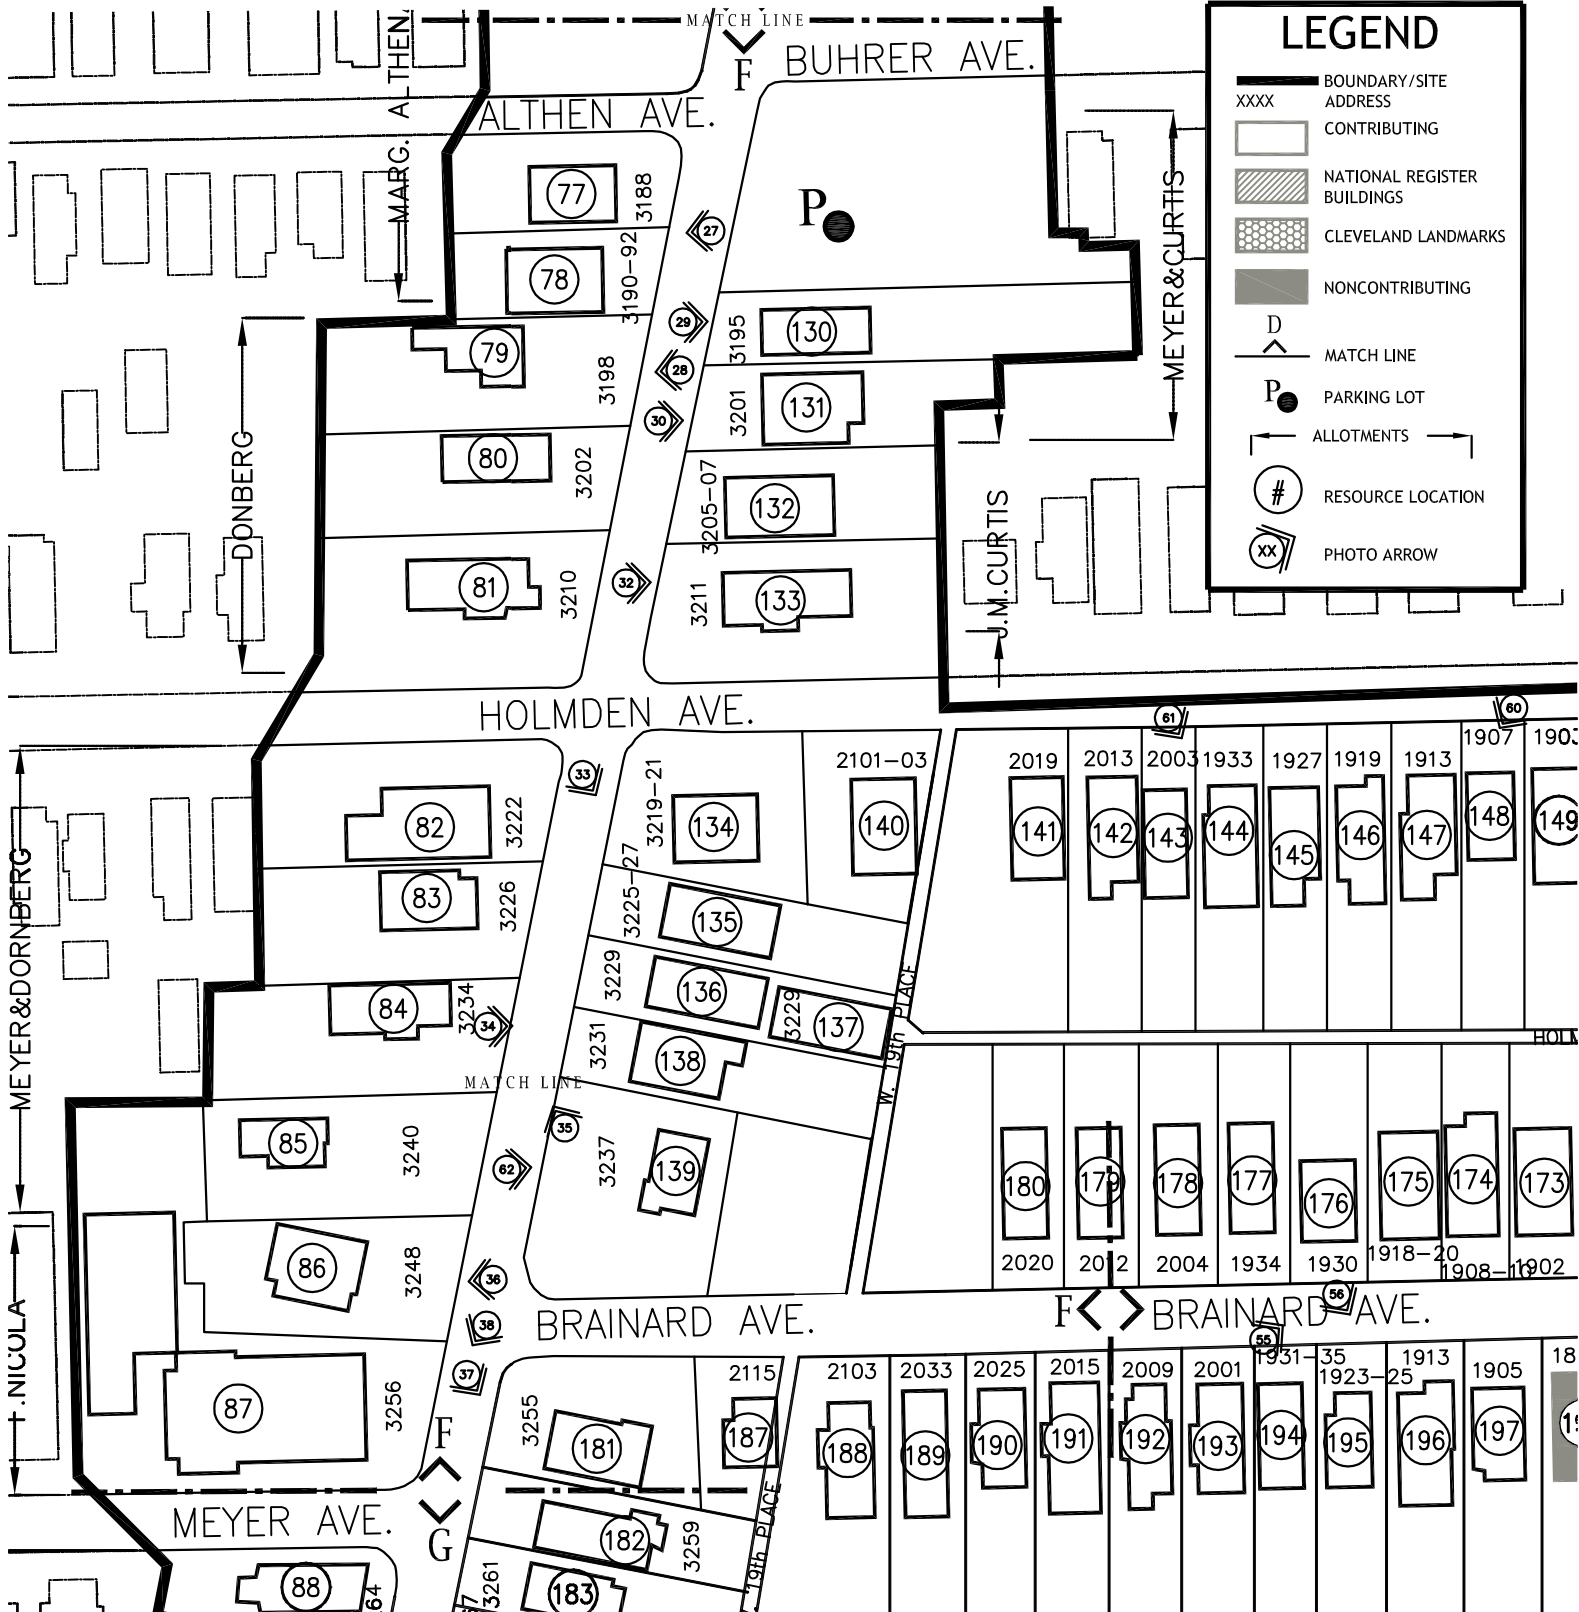 MATCH LINE
F
BUHRER AVE.
ALTHEN AVE.
MARG. ALTHEN
LEGEND
BOUNDARY/SITE
XXXX ADDRESS
CONTRIBUTING
NATIONAL REGISTER
BUILDINGS
CLEVELAND LANDMARKS
NONCONTRIBUTING
D
MATCH LINE
P PARKING LOT
ALLOTMENTS
# RESOURCE LOCATION
XX PHOTO ARROW
77 3188
27
P
MEYER&CURTIS
78 3190-92
29
79 3198
28
3195 130
30
3201 131
80 3202
DONBERG
3205-07 132
J.M.CURTIS
81 3210
32
3211 133
HOLMDEN AVE.
61
60
33
2101-03
2019
2013
2003
1933
1927
1919
1913
1907
82 3222
3219-21 134
140
141
142
143
144
145
146
147
148
149
MEYER&DORNBERG
83 3226
3225-27 135
84 3234
34
3229 136
3229 137
W. 19th PLACE
3231 138
MATCH LINE
35
85 3240
62
3237 139
180
179
178
177
176
175
174
173
2020
2012
2004
1934
1930
1918-20
1908-10
1902
86 3248
36
38
BRAINARD AVE.
F
BRAINARD AVE.
56
55
.NICOLA
37
87 3256
F
2115
2103
2033
2025
2015
2009
2001
1931-35
1923-25
1913
1905
18
3255 181
187
188
189
190
191
192
193
194
195
196
197
MEYER AVE.
G
182 3259
19th PLACE
88
64
3261 183